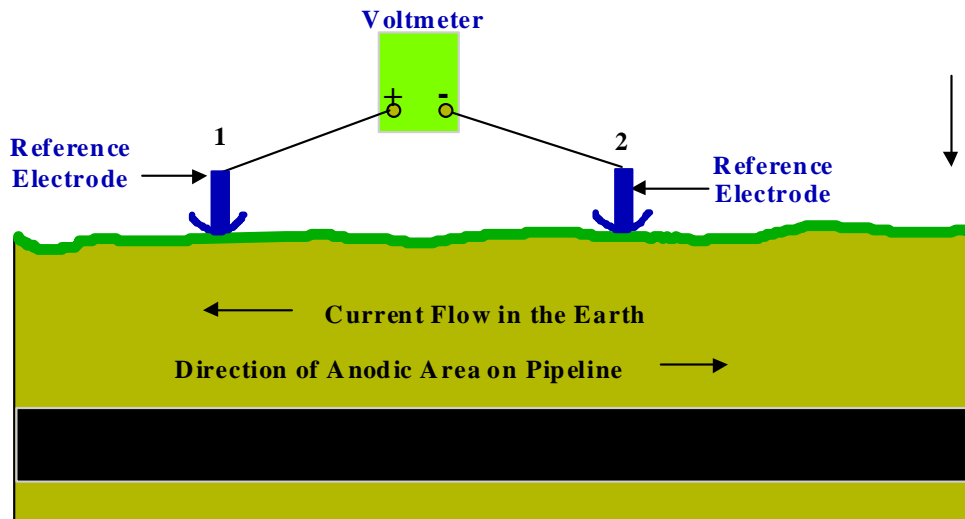 Voltmeter
+ -
1
2
Reference
Electrode
Reference
Electrode
Current Flow in the Earth
Direction of Anodic Area on Pipeline